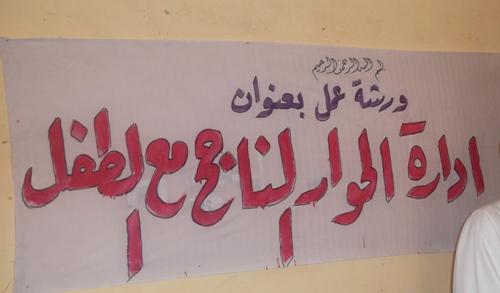 بسم الله الرحمن الرحيم
ورشة عمل بعنوان
ادارة الحوار الناجح مع الطفل